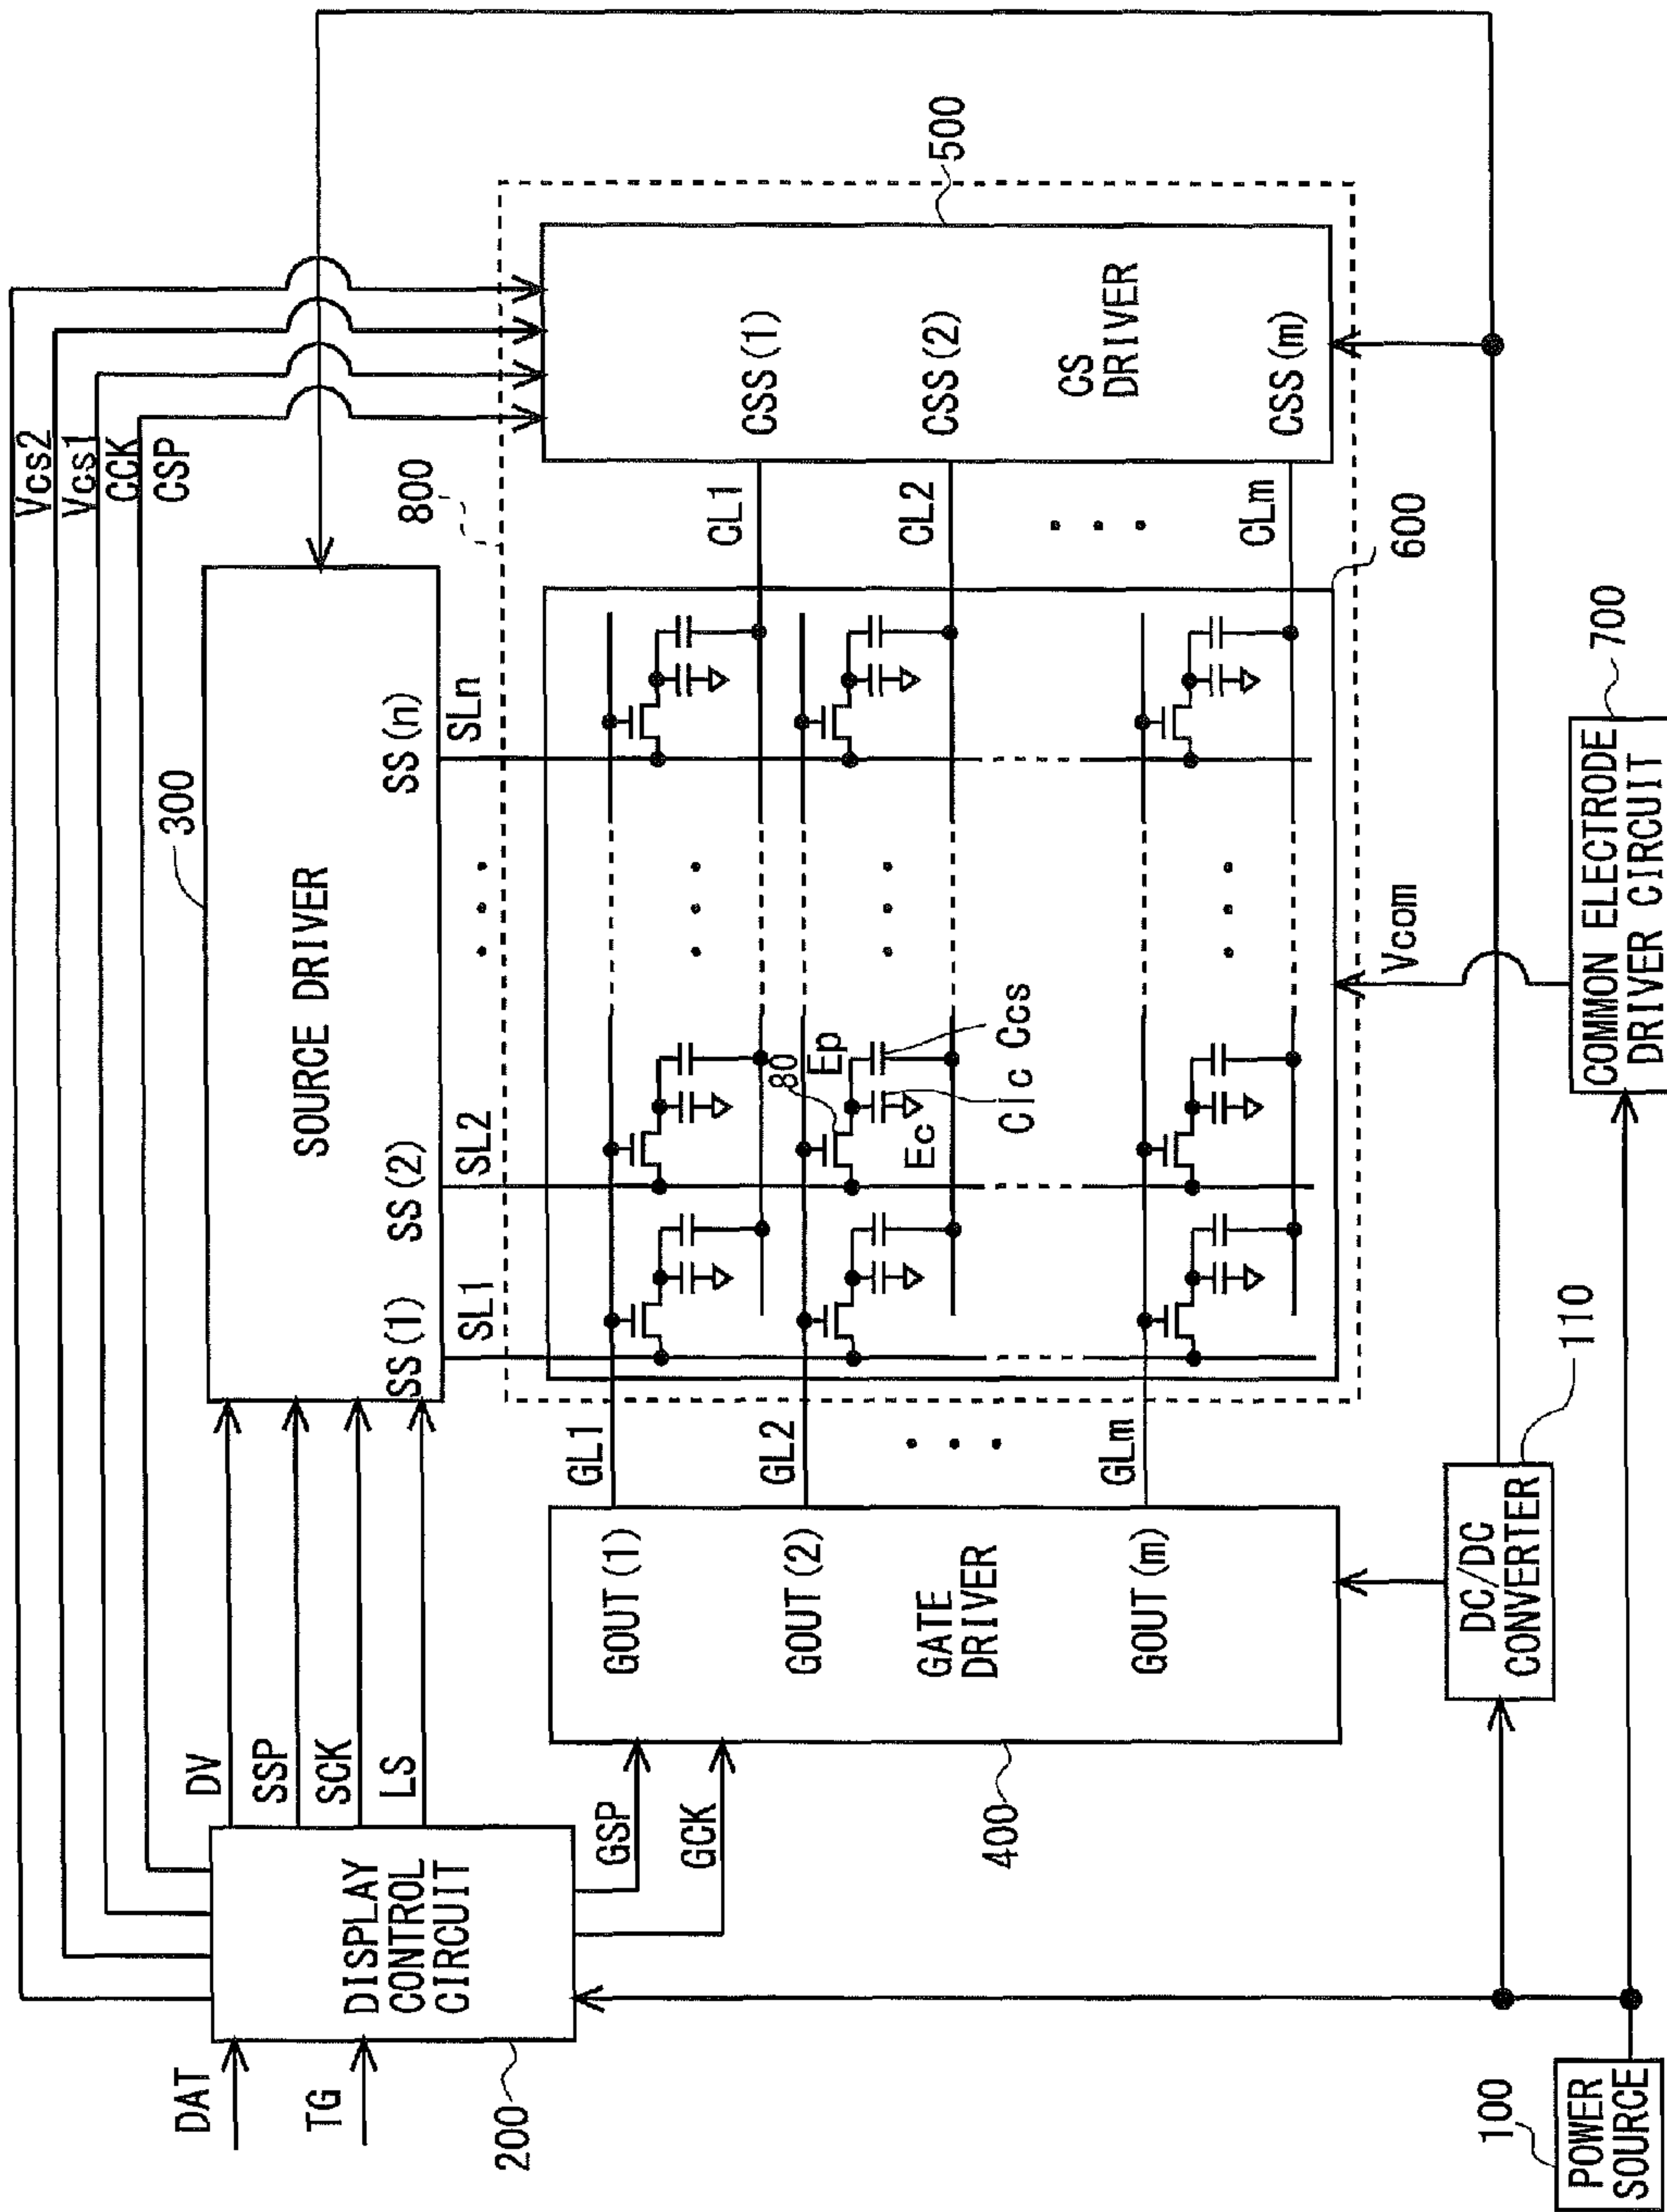 Vcs2
Vcs1
CCK
CSP
300
SOURCE DRIVER
SS(1)
SS(2)
SS(n)
SL1
SL2
. . .
SLn
800
DAT
TG
DISPLAY
CONTROL
CIRCUIT
200
DV
SSP
SCK
LS
GSP
GCK
GOUT(1)
GOUT(2)
GATE
DRIVER
GOUT(m)
400
GL1
GL2
. . .
GLm
80
Ep
Ec
Clc
Ccs
. . .
. . .
. . .
CL1
CL2
. . .
CLm
600
CSS(1)
CSS(2)
CS
DRIVER
CSS(m)
500
Vcom
100
POWER
SOURCE
DC/DC
CONVERTER
110
COMMON ELECTRODE
DRIVER CIRCUIT
700